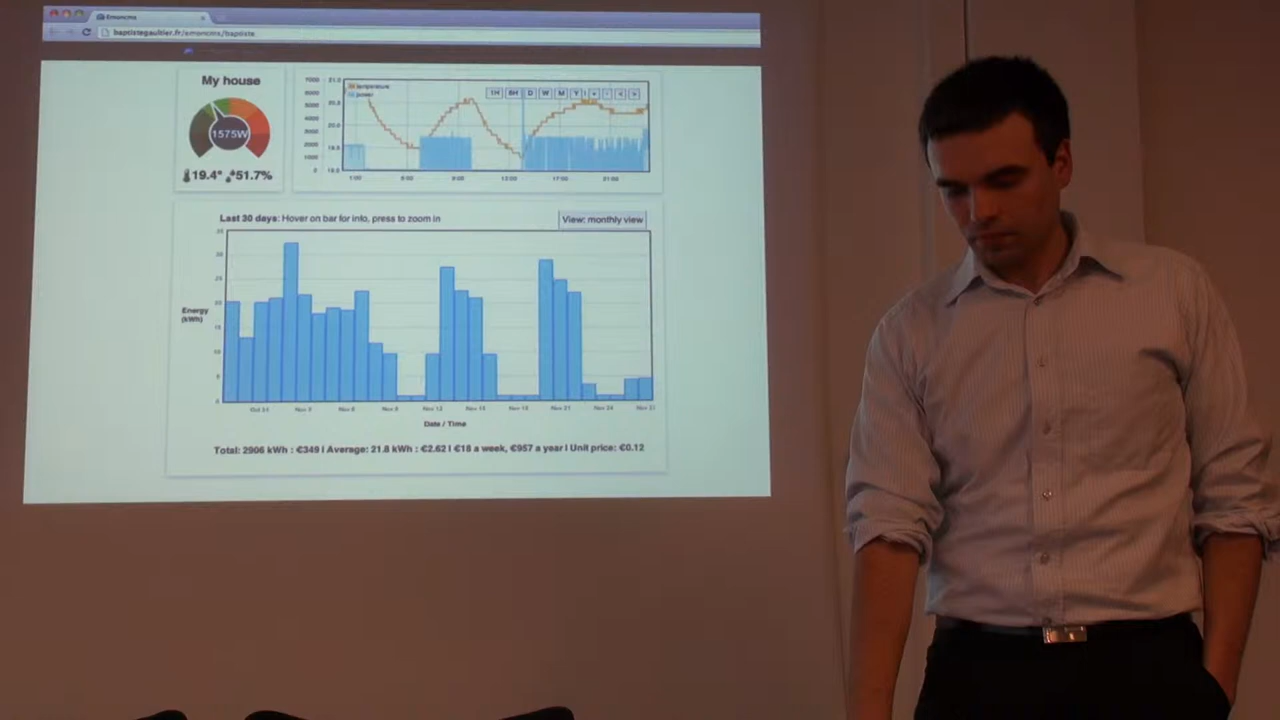 Emoncms
baptistegaultier.fr/emoncms/baptiste
My house
1575W
19.4° 51.7%
temperature
power
1H 6H D W M Y + - < >
Last 30 days: Hover on bar for info, press to zoom in
View: monthly view
Energy
(kWh)
Date / Time
Total: 2906 kWh : €349 | Average: 21.8 kWh : €2.62 | €18 a week, €957 a year | Unit price: €0.12